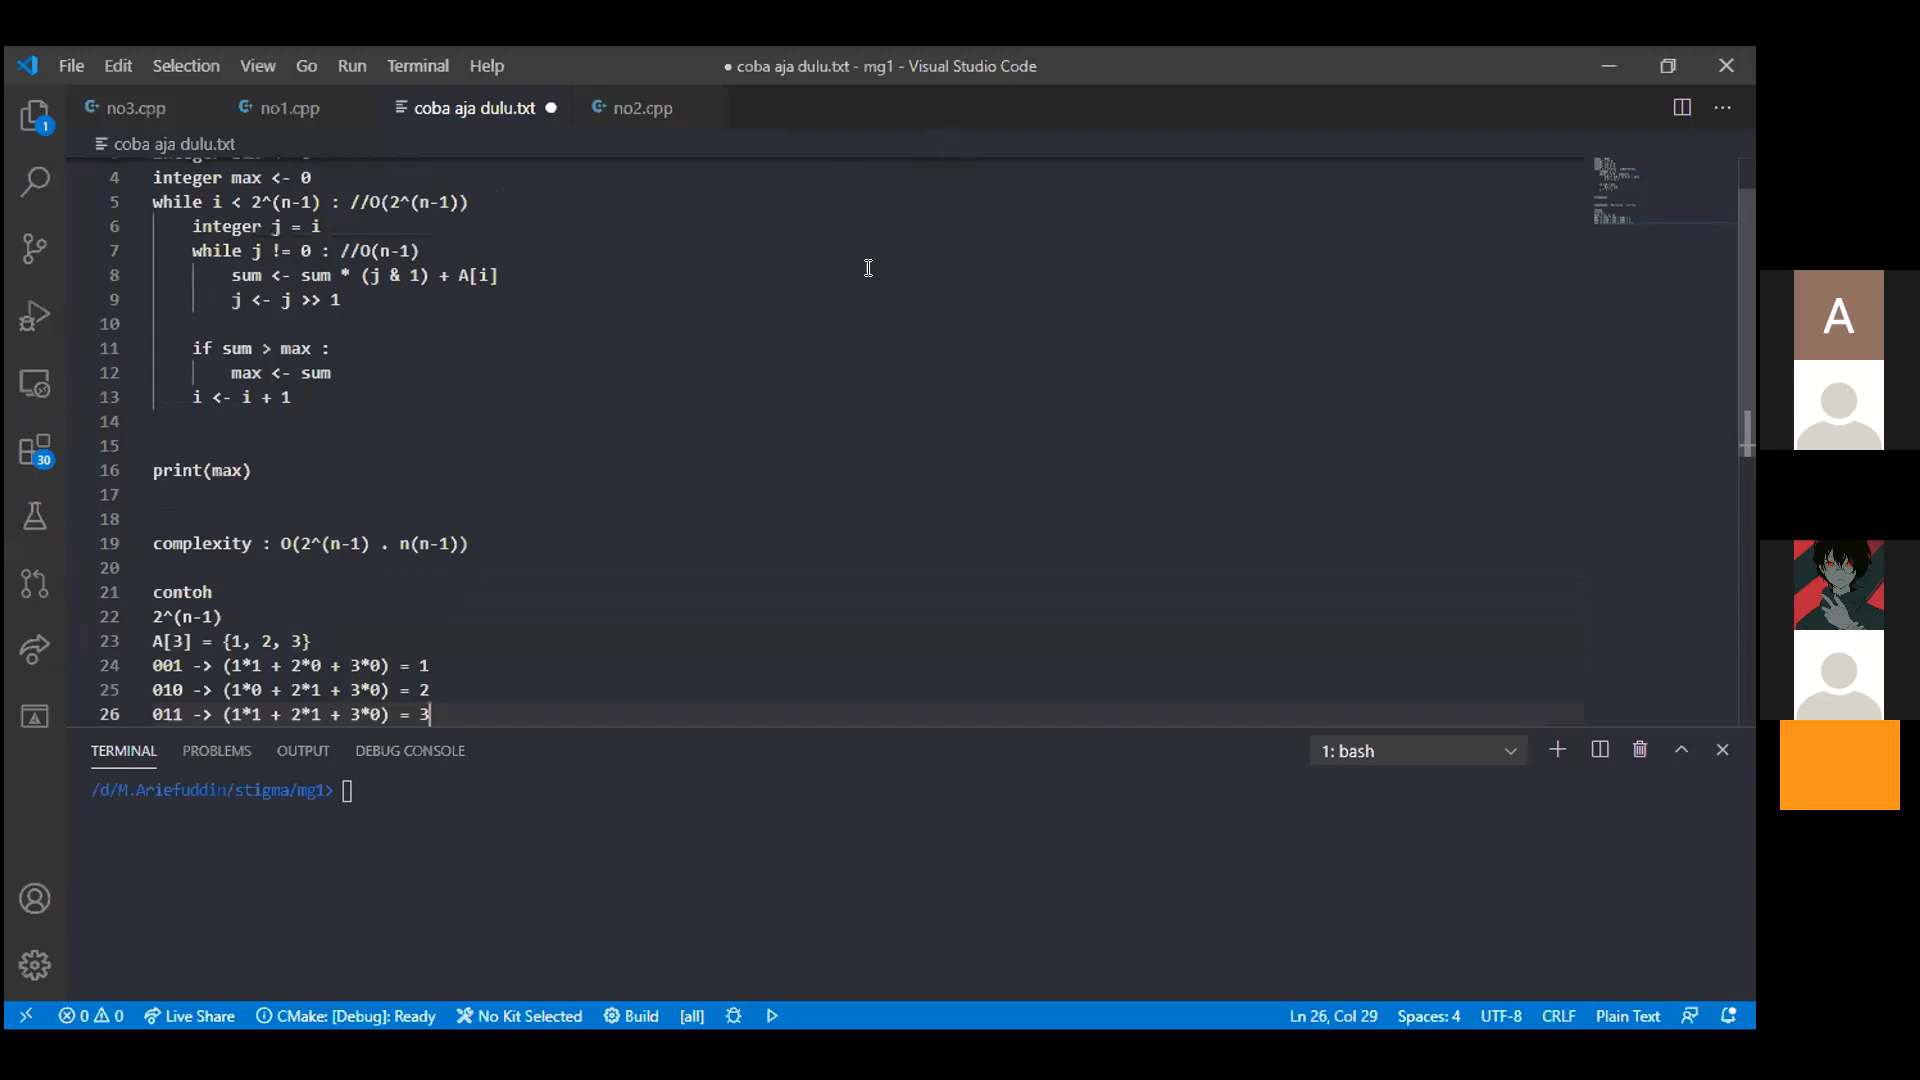 File Edit Selection View Go Run Terminal Help
● coba aja dulu.txt - mg1 - Visual Studio Code
no3.cpp no1.cpp coba aja dulu.txt no2.cpp
coba aja dulu.txt
4 integer max <- 0
5 while i < 2^(n-1) : //O(2^(n-1))
6 integer j = i
7 while j != 0 : //O(n-1)
8 sum <- sum * (j & 1) + A[i]
9 j <- j >> 1
10
11 if sum > max :
12 max <- sum
13 i <- i + 1
14
15
16 print(max)
17
18
19 complexity : O(2^(n-1) . n(n-1))
20
21 contoh
22 2^(n-1)
23 A[3] = {1, 2, 3}
24 001 -> (1*1 + 2*0 + 3*0) = 1
25 010 -> (1*0 + 2*1 + 3*0) = 2
26 011 -> (1*1 + 2*1 + 3*0) = 3
1
30
TERMINAL PROBLEMS OUTPUT DEBUG CONSOLE 1: bash
/d/M.Ariefuddin/stigma/mg1>
0 0 Live Share CMake: [Debug]: Ready No Kit Selected Build [all] Ln 26, Col 29 Spaces: 4 UTF-8 CRLF Plain Text
A